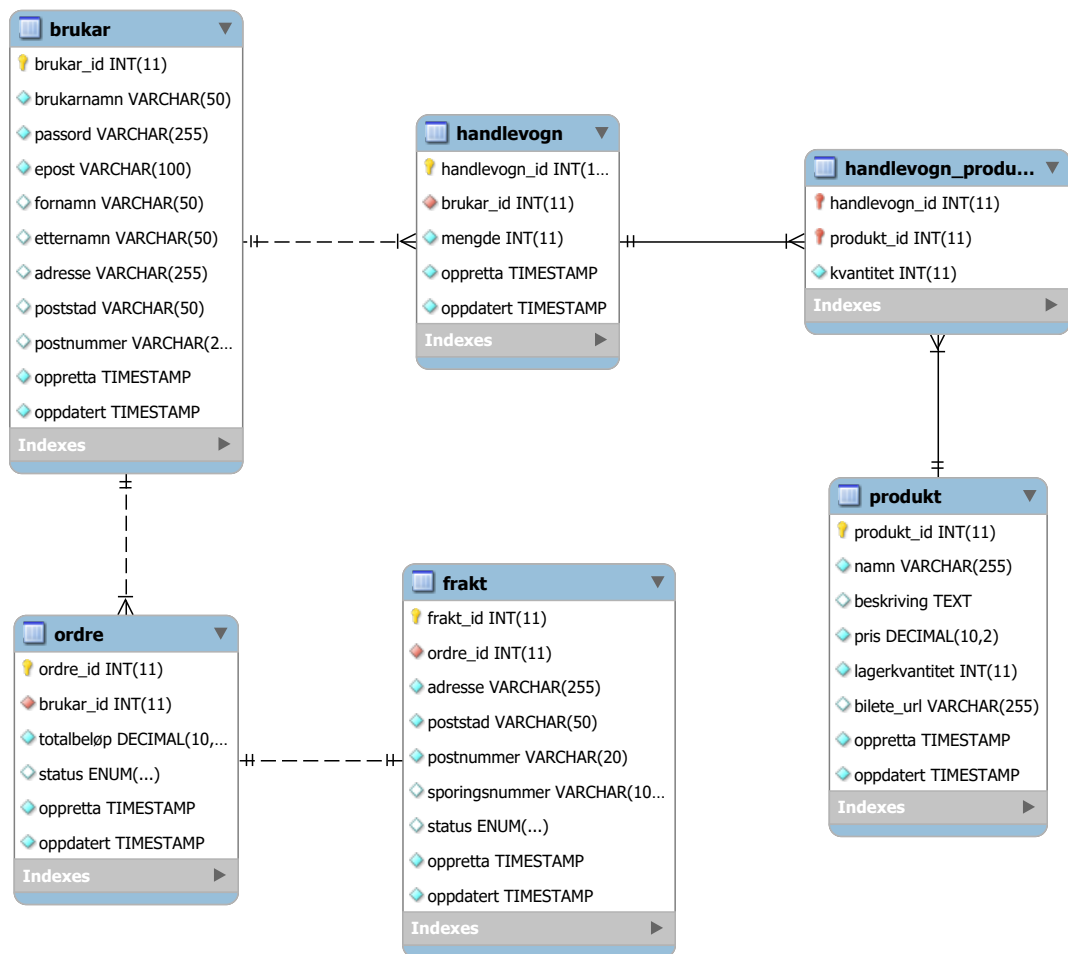 brukar
brukar_id INT(11)
brukarnamn VARCHAR(50)
passord VARCHAR(255)
epost VARCHAR(100)
fornamn VARCHAR(50)
etternamn VARCHAR(50)
adresse VARCHAR(255)
poststad VARCHAR(50)
postnummer VARCHAR(2...
oppretta TIMESTAMP
oppdatert TIMESTAMP
Indexes
handlevogn
handlevogn_id INT(1...
brukar_id INT(11)
mengde INT(11)
oppretta TIMESTAMP
oppdatert TIMESTAMP
Indexes
handlevogn_produ...
handlevogn_id INT(11)
produkt_id INT(11)
kvantitet INT(11)
Indexes
produkt
produkt_id INT(11)
namn VARCHAR(255)
beskriving TEXT
pris DECIMAL(10,2)
lagerkvantitet INT(11)
bilete_url VARCHAR(255)
oppretta TIMESTAMP
oppdatert TIMESTAMP
Indexes
frakt
frakt_id INT(11)
ordre_id INT(11)
adresse VARCHAR(255)
poststad VARCHAR(50)
postnummer VARCHAR(20)
sporingsnummer VARCHAR(10...
status ENUM(...)
oppretta TIMESTAMP
oppdatert TIMESTAMP
Indexes
ordre
ordre_id INT(11)
brukar_id INT(11)
totalbeløp DECIMAL(10,...
status ENUM(...)
oppretta TIMESTAMP
oppdatert TIMESTAMP
Indexes